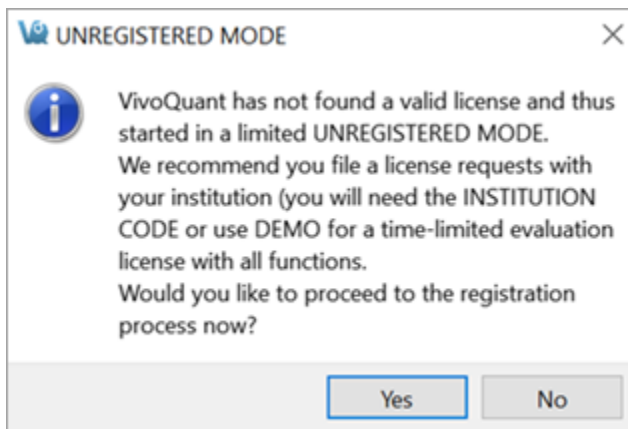 UNREGISTERED MODE
VivoQuant has not found a valid license and thus
started in a limited UNREGISTERED MODE.
We recommend you file a license requests with
your institution (you will need the INSTITUTION
CODE or use DEMO for a time-limited evaluation
license with all functions.
Would you like to proceed to the registration
process now?
Yes
No